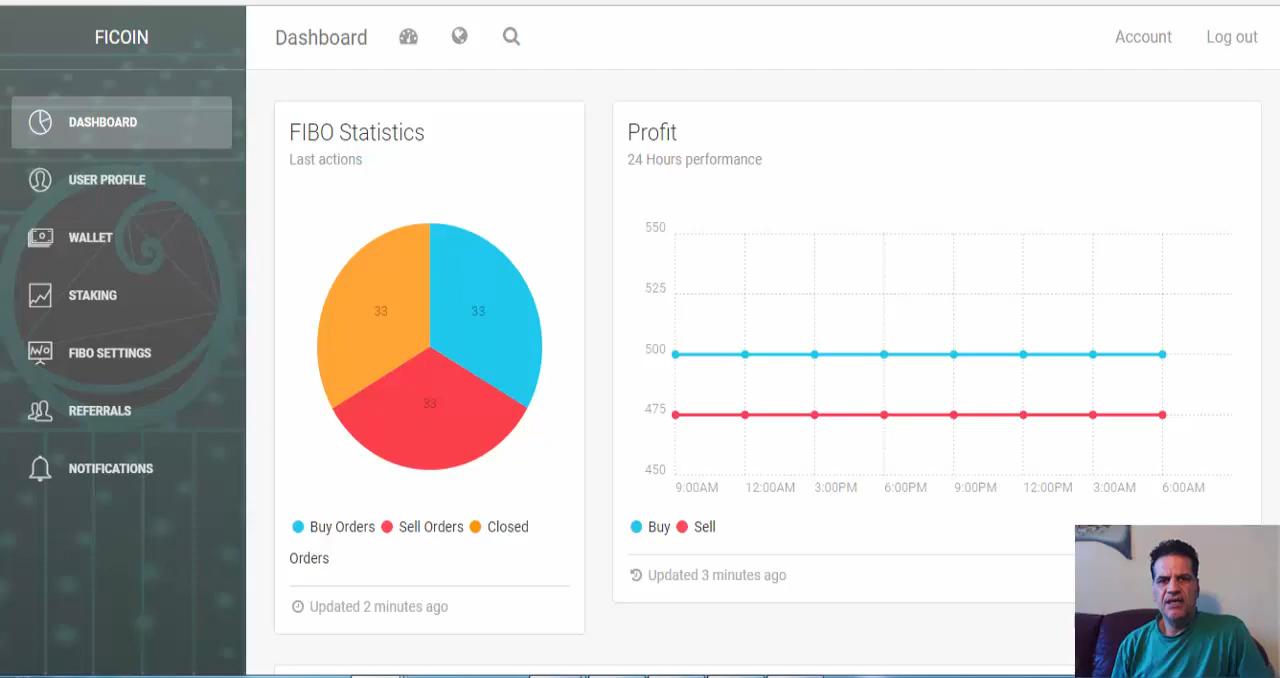 FICOIN
Dashboard
Account Log out
DASHBOARD
USER PROFILE
WALLET
STAKING
FIBO SETTINGS
REFERRALS
NOTIFICATIONS
FIBO Statistics
Last actions
33 33
33
Buy Orders Sell Orders Closed
Orders
Updated 2 minutes ago
Profit
24 Hours performance
550
525
500
475
450
9:00AM 12:00AM 3:00PM 6:00PM 9:00PM 12:00PM 3:00AM 6:00AM
Buy Sell
Updated 3 minutes ago